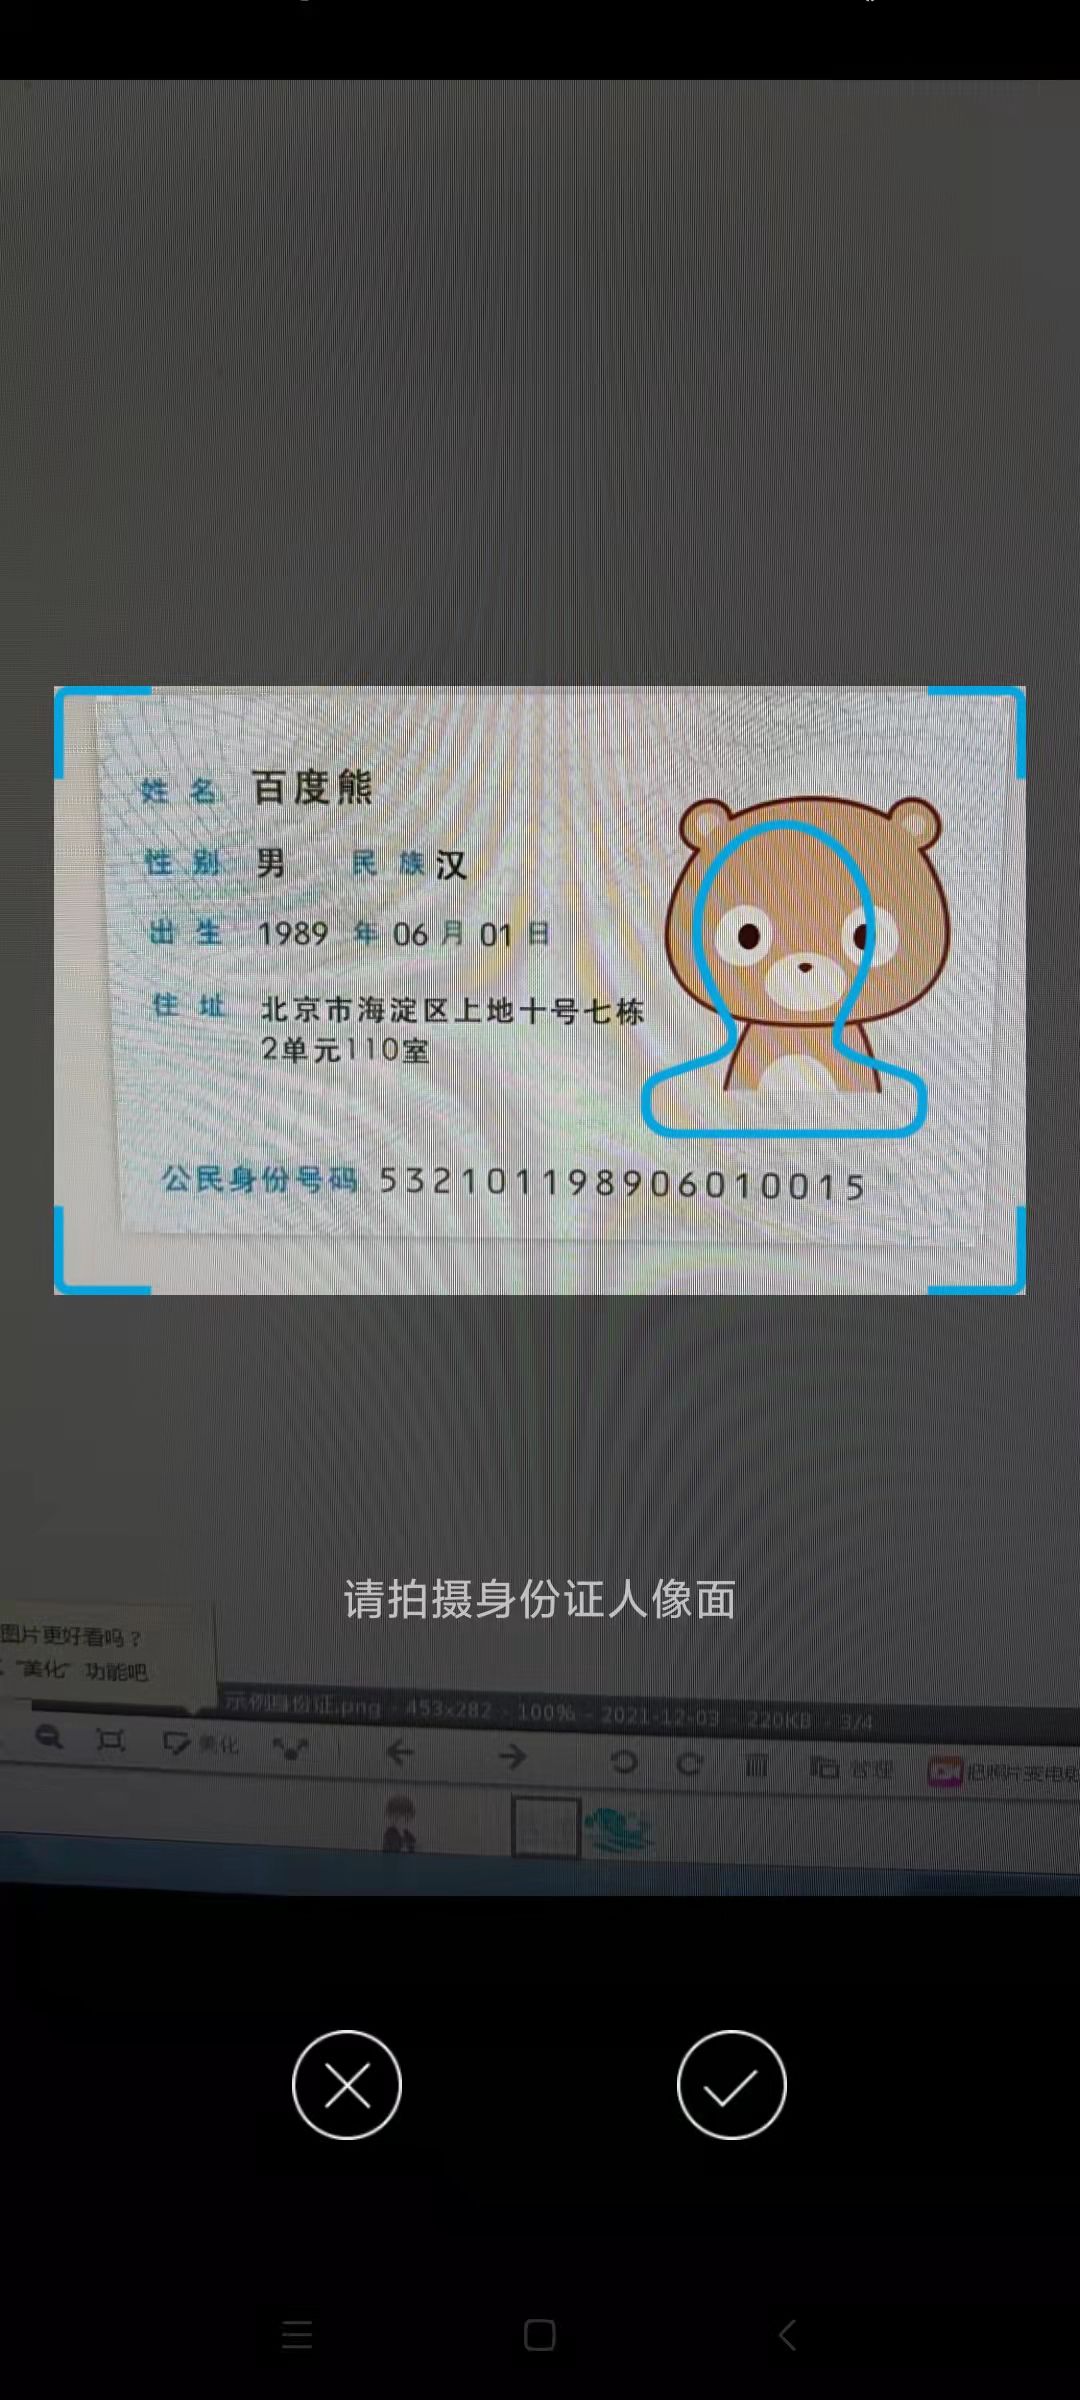 姓名 百度熊
性别 男 民族 汉
出生 1989 年 06 月 01 日
住址 北京市海淀区上地十号七栋
2单元110室
公民身份号码 532101198906010015
请拍摄身份证人像面
图片更好看吗？
“美化”功能吧
示例身份证.png - 453x282 - 100% - 2021-12-03 - 220KB - 3/4
美化 管理 把照片变电影